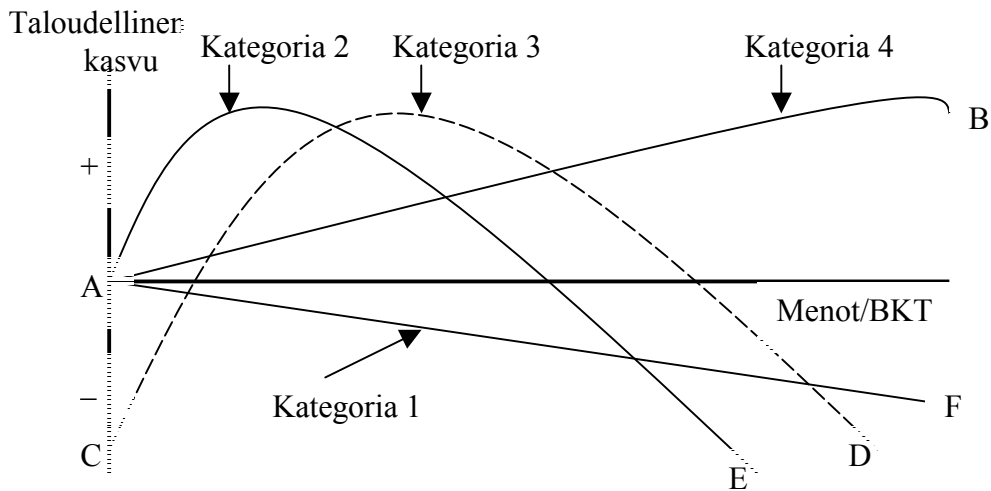 Taloudellinen
kasvu
Kategoria 2
Kategoria 3
Kategoria 4
B
+
A
Menot/BKT
−
Kategoria 1
F
C
D
E